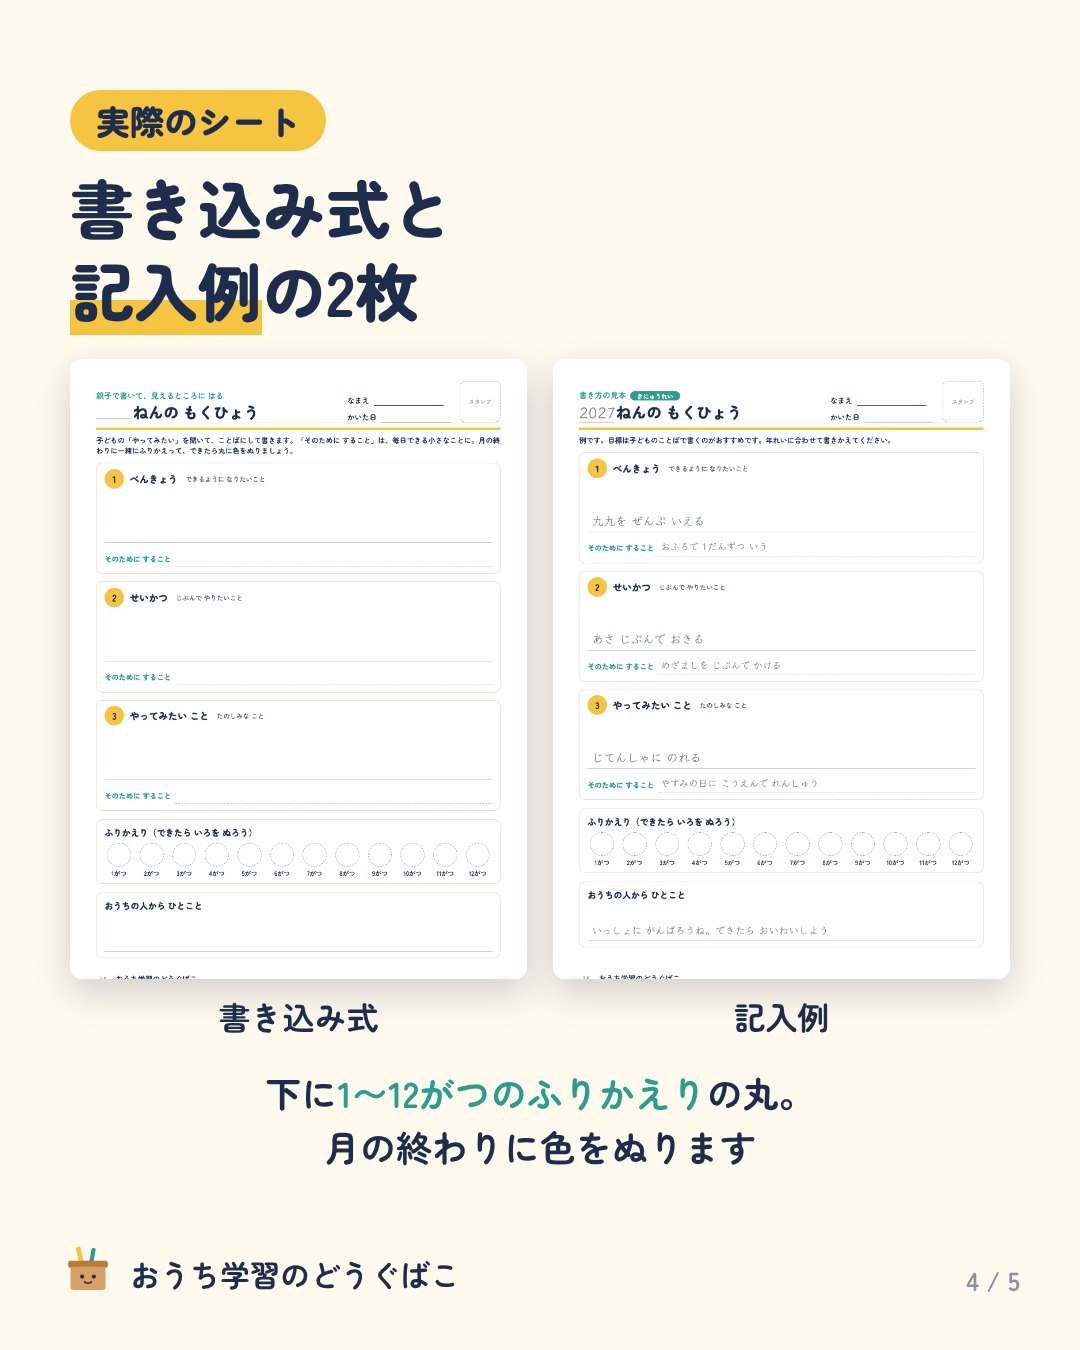 実際のシート
書き込み式と
記入例の2枚
親子で書いて、見えるところに はる
ねんの もくひょう
なまえ
かいた日
スタンプ
子どもの「やってみたい」を聞いて、ことばにして書きます。「そのために すること」は、毎日できる小さなことに。月の終
わりに一緒にふりかえって、できたら丸に色をぬりましょう。
1 べんきょう できるように なりたいこと
そのために すること
2 せいかつ じぶんで やりたいこと
そのために すること
3 やってみたい こと たのしみな こと
そのために すること
ふりかえり（できたら いろを ぬろう）
1がつ 2がつ 3がつ 4がつ 5がつ 6がつ 7がつ 8がつ 9がつ 10がつ 11がつ 12がつ
おうちの人から ひとこと
おうち学習のどうぐばこ
書き方の見本 きにゅうれい
2027ねんの もくひょう
なまえ
かいた日
スタンプ
例です。目標は子どものことばで書くのがおすすめです。年れいに合わせて書きかえてください。
1 べんきょう できるように なりたいこと
九九を ぜんぶ いえる
そのために すること おふろで 1だんずつ いう
2 せいかつ じぶんで やりたいこと
あさ じぶんで おきる
そのために すること めざましを じぶんで かける
3 やってみたい こと たのしみな こと
じてんしゃに のれる
そのために すること やすみの日に こうえんで れんしゅう
ふりかえり（できたら いろを ぬろう）
1がつ 2がつ 3がつ 4がつ 5がつ 6がつ 7がつ 8がつ 9がつ 10がつ 11がつ 12がつ
おうちの人から ひとこと
いっしょに がんばろうね。できたら おいわいしよう
おうち学習のどうぐばこ
書き込み式
記入例
下に1〜12がつのふりかえりの丸。
月の終わりに色をぬります
おうち学習のどうぐばこ
4 / 5